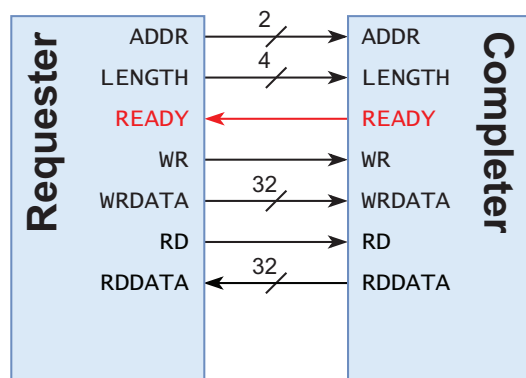 Requester
Completer
ADDR 2 ADDR
LENGTH 4 LENGTH
READY READY
WR WR
WRDATA 32 WRDATA
RD RD
RDDATA 32 RDDATA